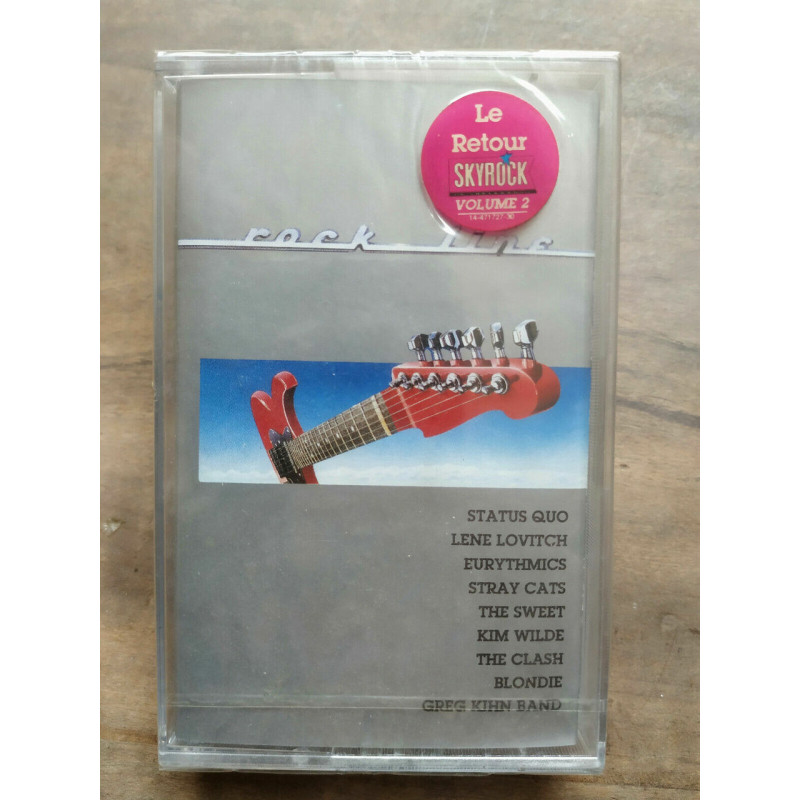 Le
Retour
SKYROCK
VOLUME 2
rock line
STATUS QUO
LENE LOVITCH
EURYTHMICS
STRAY CATS
THE SWEET
KIM WILDE
THE CLASH
BLONDIE
GREG KIHN BAND